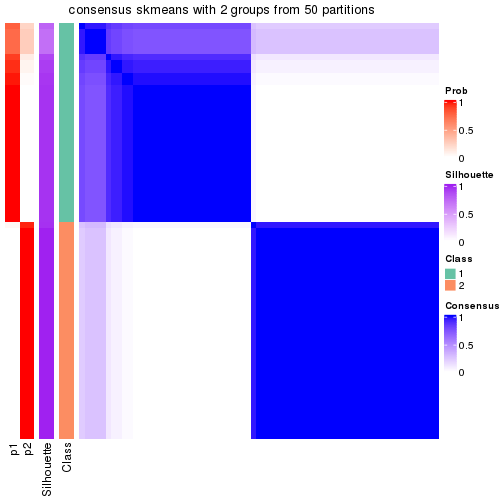 consensus skmeans with 2 groups from 50 partitions
Prob
1
0.5
0
Silhouette
1
0.5
0
Class
1
2
Consensus
1
0.5
0
p1
p2
Silhouette
Class